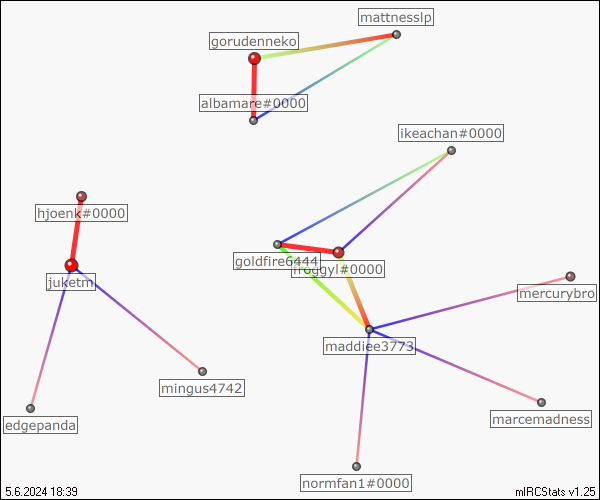 mattnesslp
gorudenneko
albamare#0000
ikeachan#0000
hjoenk#0000
goldfire6444
froggyl#0000
juketm
mercurybro
maddiee3773
mingus4742
marcemadness
edgepanda
normfan1#0000
5.6.2024 18:39
mIRCStats v1.25